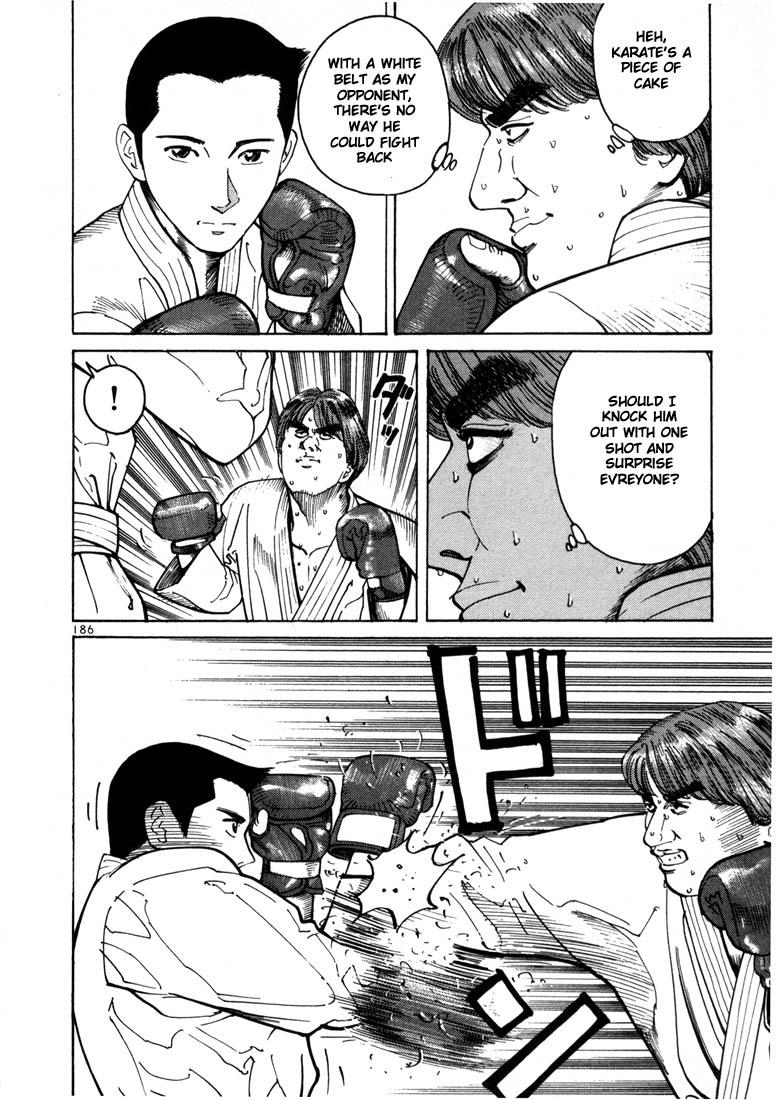 HEH,
KARATE'S A
PIECE OF
CAKE
WITH A WHITE
BELT AS MY
OPPONENT,
THERE'S NO
WAY HE
COULD FIGHT
BACK
SHOULD I
KNOCK HIM
OUT WITH ONE
SHOT AND
SURPRISE
EVREYONE?
ダッ
!
186
ドン